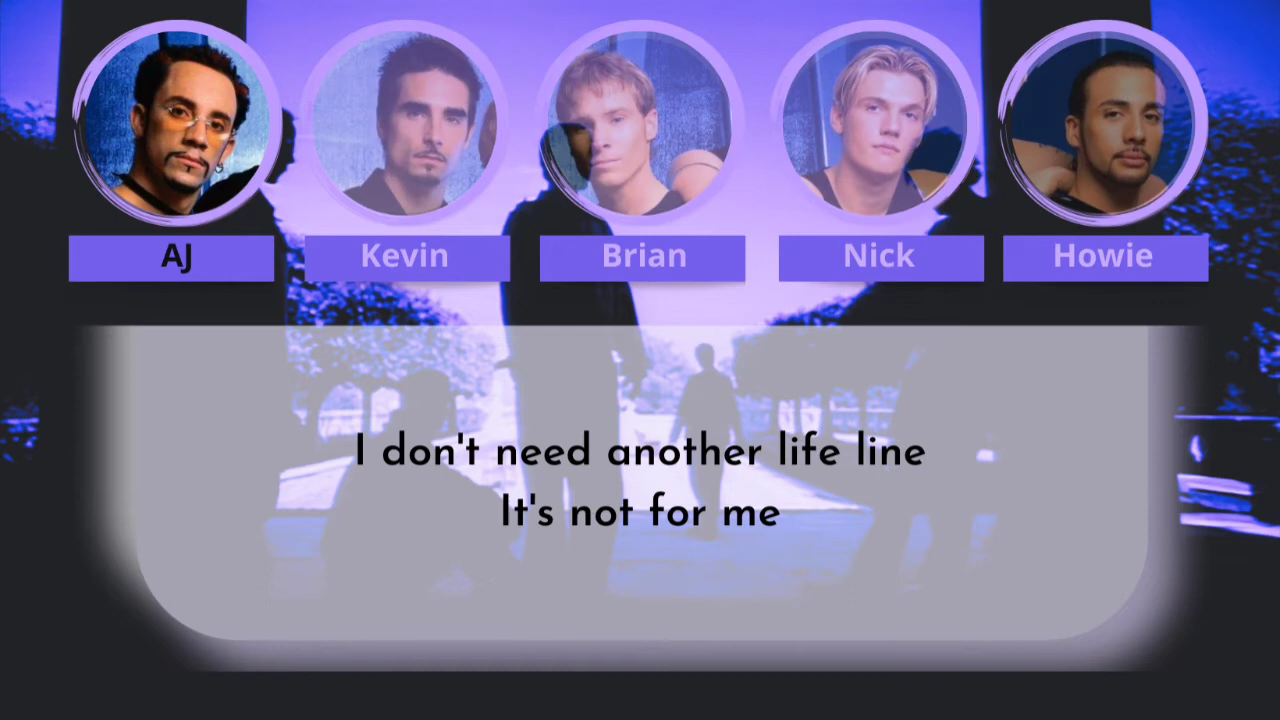 AJ
Kevin
Brian
Nick
Howie
I don't need another life line
It's not for me